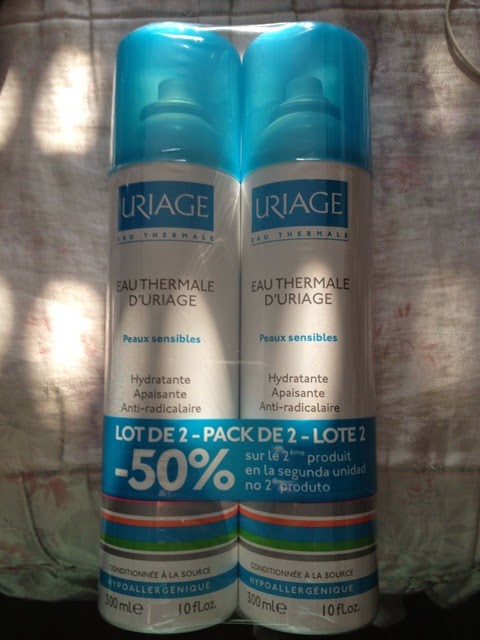 URIAGE
EAU THERMALE
EAU THERMALE
D'URIAGE
Peaux sensibles
Hydratante
Apaisante
Anti-radicalaire
URIAGE
EAU THERMALE
EAU THERMALE
D'URIAGE
Peaux sensibles
Hydratante
Apaisante
Anti-radicalaire
LOT DE 2 - PACK DE 2 - LOTE 2
-50%
sur le 2ème produit
en la segunda unidad
no 2º produto
CONDITIONNÉE À LA SOURCE
HYPOALLERGÉNIQUE
300 ml e 10 fl.oz.
CONDITIONNÉE À LA SOURCE
HYPOALLERGÉNIQUE
300 ml e 10 fl.oz.